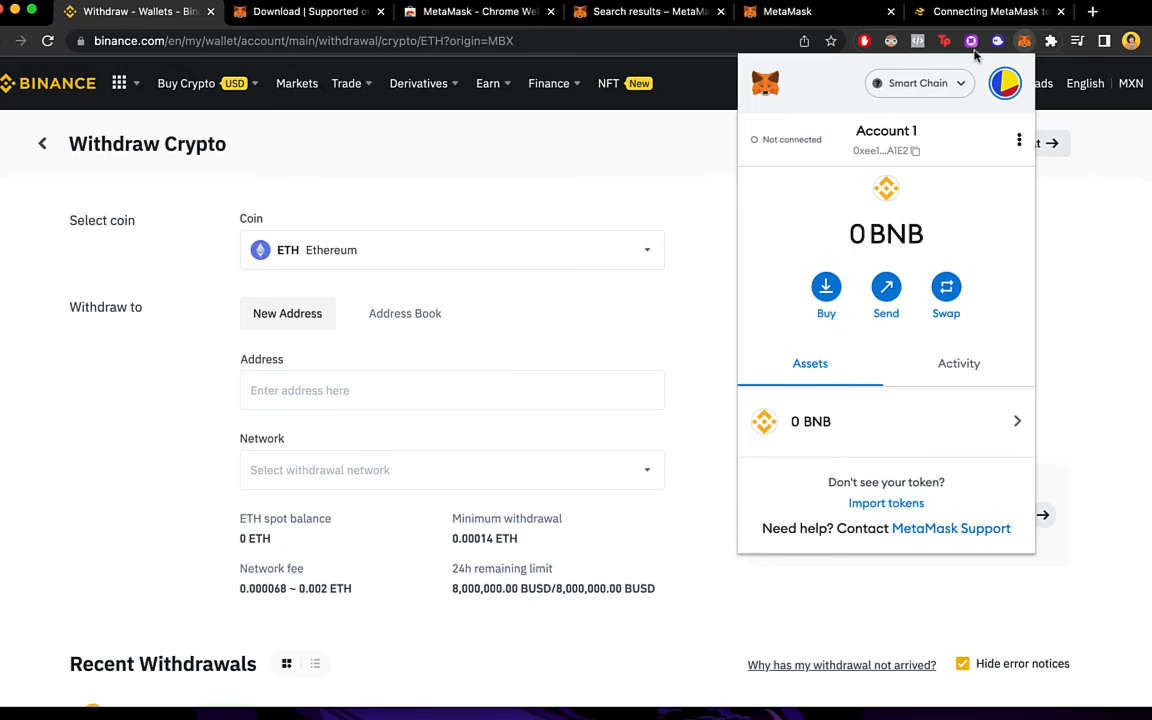 Withdraw - Wallets - Bin
Download | Supported o
MetaMask - Chrome We
Search results – MetaM
MetaMask
Connecting MetaMask to
binance.com/en/my/wallet/account/main/withdrawal/crypto/ETH?origin=MBX
BINANCE
Buy Crypto
USD
Markets
Trade
Derivatives
Earn
Finance
NFT
New
ads
English
MXN
Smart Chain
Withdraw Crypto
Not connected
Account 1
0xee1...A1E2
Select coin
Coin
ETH Ethereum
0 BNB
Buy
Send
Swap
Withdraw to
New Address
Address Book
Address
Enter address here
Assets
Activity
0 BNB
Network
Select withdrawal network
Don't see your token?
Import tokens
Need help? Contact MetaMask Support
ETH spot balance
0 ETH
Minimum withdrawal
0.00014 ETH
Network fee
0.000068 ~ 0.002 ETH
24h remaining limit
8,000,000.00 BUSD/8,000,000.00 BUSD
Recent Withdrawals
Why has my withdrawal not arrived?
Hide error notices